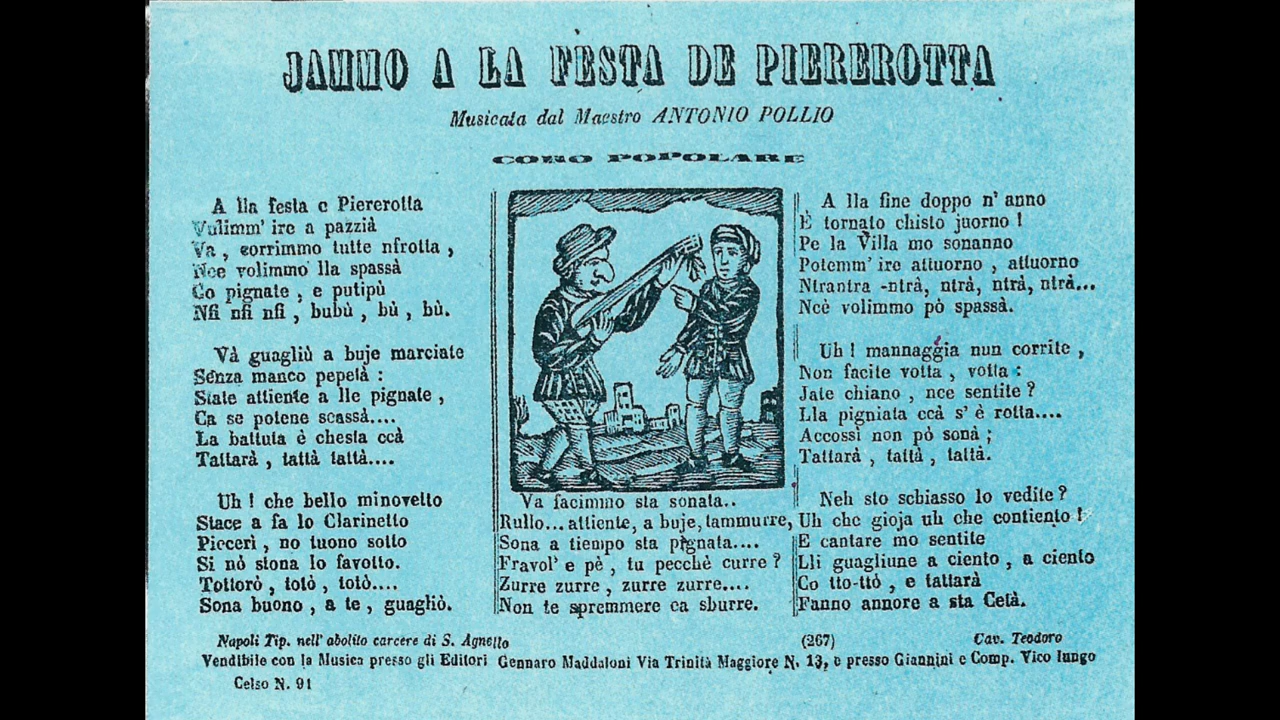 JAMMO A LA FESTA DE PIEREROTTA
Musicata dal Maestro ANTONIO POLLIO
CORO POPOLARE
A lla festa e Piererotta
Vulimm' ire a pazzià
Va , corrimmo tutte nfrotta ,
Nce volimmo lla spassà
Co pignate , e putipù
Nfi nfi nfi , bubù , bù , bù.
Và guagliù a buje marciate
Senza manco pepetà :
State attiente a lle pignate ,
Ca se potene scassà....
La battuta è chesta ccà
Tattarà , tattà tattà....
Uh ! che bello minovetto
Stace a fa lo Clarinetto
Piccerì , no tuono sotto
Si nò stona lo favotto.
Tottorò , totò , totò....
Sona buono , a te , guagliò.
Va facimmo sta sonata..
Rullo... attiente, a buje, tammurre,
Sona a tiempo sta pignata....
Fravol' e pè , tu pecchè curre ?
Zurre zurre , zurre zurre....
Non te spremmere ca sburre.
A lla fine doppo n' anno
È tornato chisto juorno !
Pe la Villa mo sonanno
Potemm' ire attuorno , attuorno
Ntrantra -ntrà, ntrà, ntrà, ntrà...
Ncè volimmo pò spassà.
Uh ! mannaggia nun corrite ,
Non facite votta , votta :
Jate chiano , nce sentite ?
Lla pigniata ccà s' è rotta....
Accossì non pò sonà ;
Tattarà , tattà , tattà.
Neh sto schiasso lo vedite ?
Uh che gioja uh che contiento !
E cantare mo sentite
Lli guagliune a ciento , a ciento
Co tto-ttò , e tattarà
Fanno annore a sta Cetà.
Napoli Tip. nell' abolito carcere di S. Agnello
(267)
Cav. Teodoro
Vendibile con la Musica presso gli Editori Gennaro Maddaloni Via Trinità Maggiore N. 13, e presso Giannini e Comp. Vico lungo
Celso N. 91